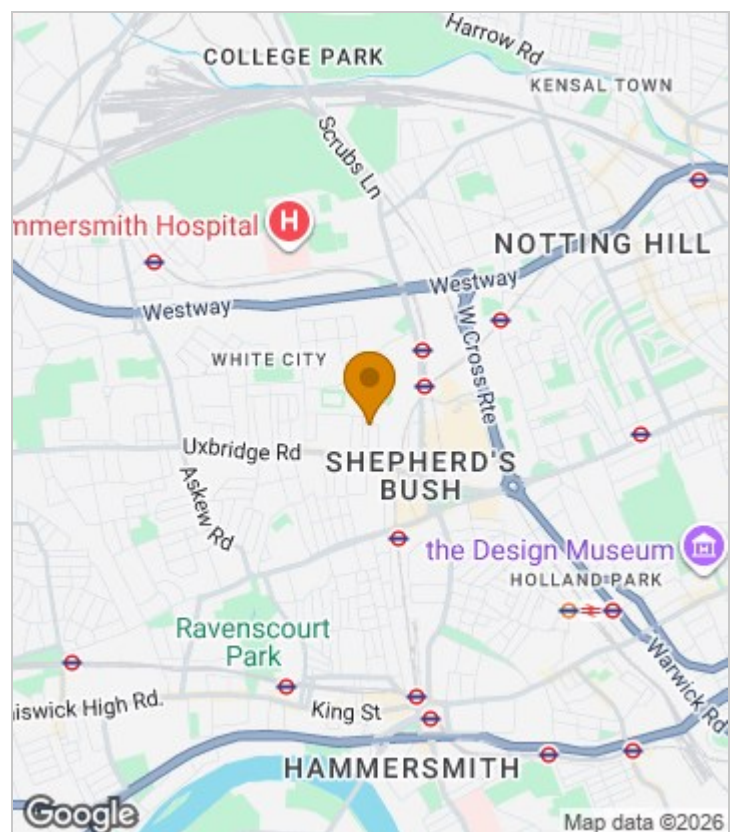 Harrow Rd
COLLEGE PARK
KENSAL TOWN
Scrubs Ln
mmersmith Hospital
H
NOTTING HILL
Westway
Westway
W Cross Rte
WHITE CITY
Uxbridge Rd
SHEPHERD'S
BUSH
Askew Rd
the Design Museum
HOLLAND PARK
Ravenscourt
Park
Warwick Rd
iswick High Rd.
King St
HAMMERSMITH
Google
Map data ©2026